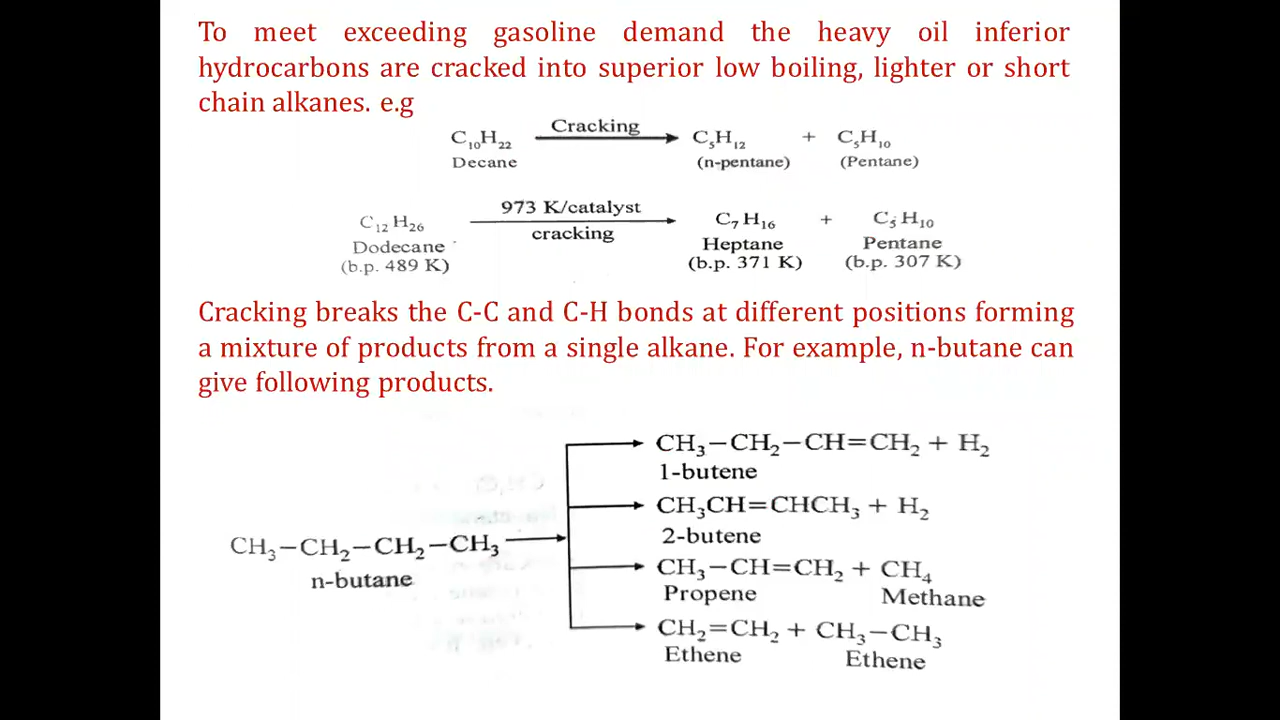 To meet exceeding gasoline demand the heavy oil inferior
hydrocarbons are cracked into superior low boiling, lighter or short
chain alkanes. e.g
C₁₀H₂₂ Cracking C₅H₁₂ + C₅H₁₀
Decane (n-pentane) (Pentane)
973 K/catalyst
C₁₂H₂₆ cracking C₇H₁₆ + C₅H₁₀
Dodecane Heptane Pentane
(b.p. 489 K) (b.p. 371 K) (b.p. 307 K)
Cracking breaks the C-C and C-H bonds at different positions forming
a mixture of products from a single alkane. For example, n-butane can
give following products.
CH₃−CH₂−CH=CH₂ + H₂
1-butene
CH₃CH=CHCH₃ + H₂
2-butene
CH₃−CH₂−CH₂−CH₃
n-butane
CH₃−CH=CH₂ + CH₄
Propene Methane
CH₂=CH₂ + CH₃−CH₃
Ethene Ethene